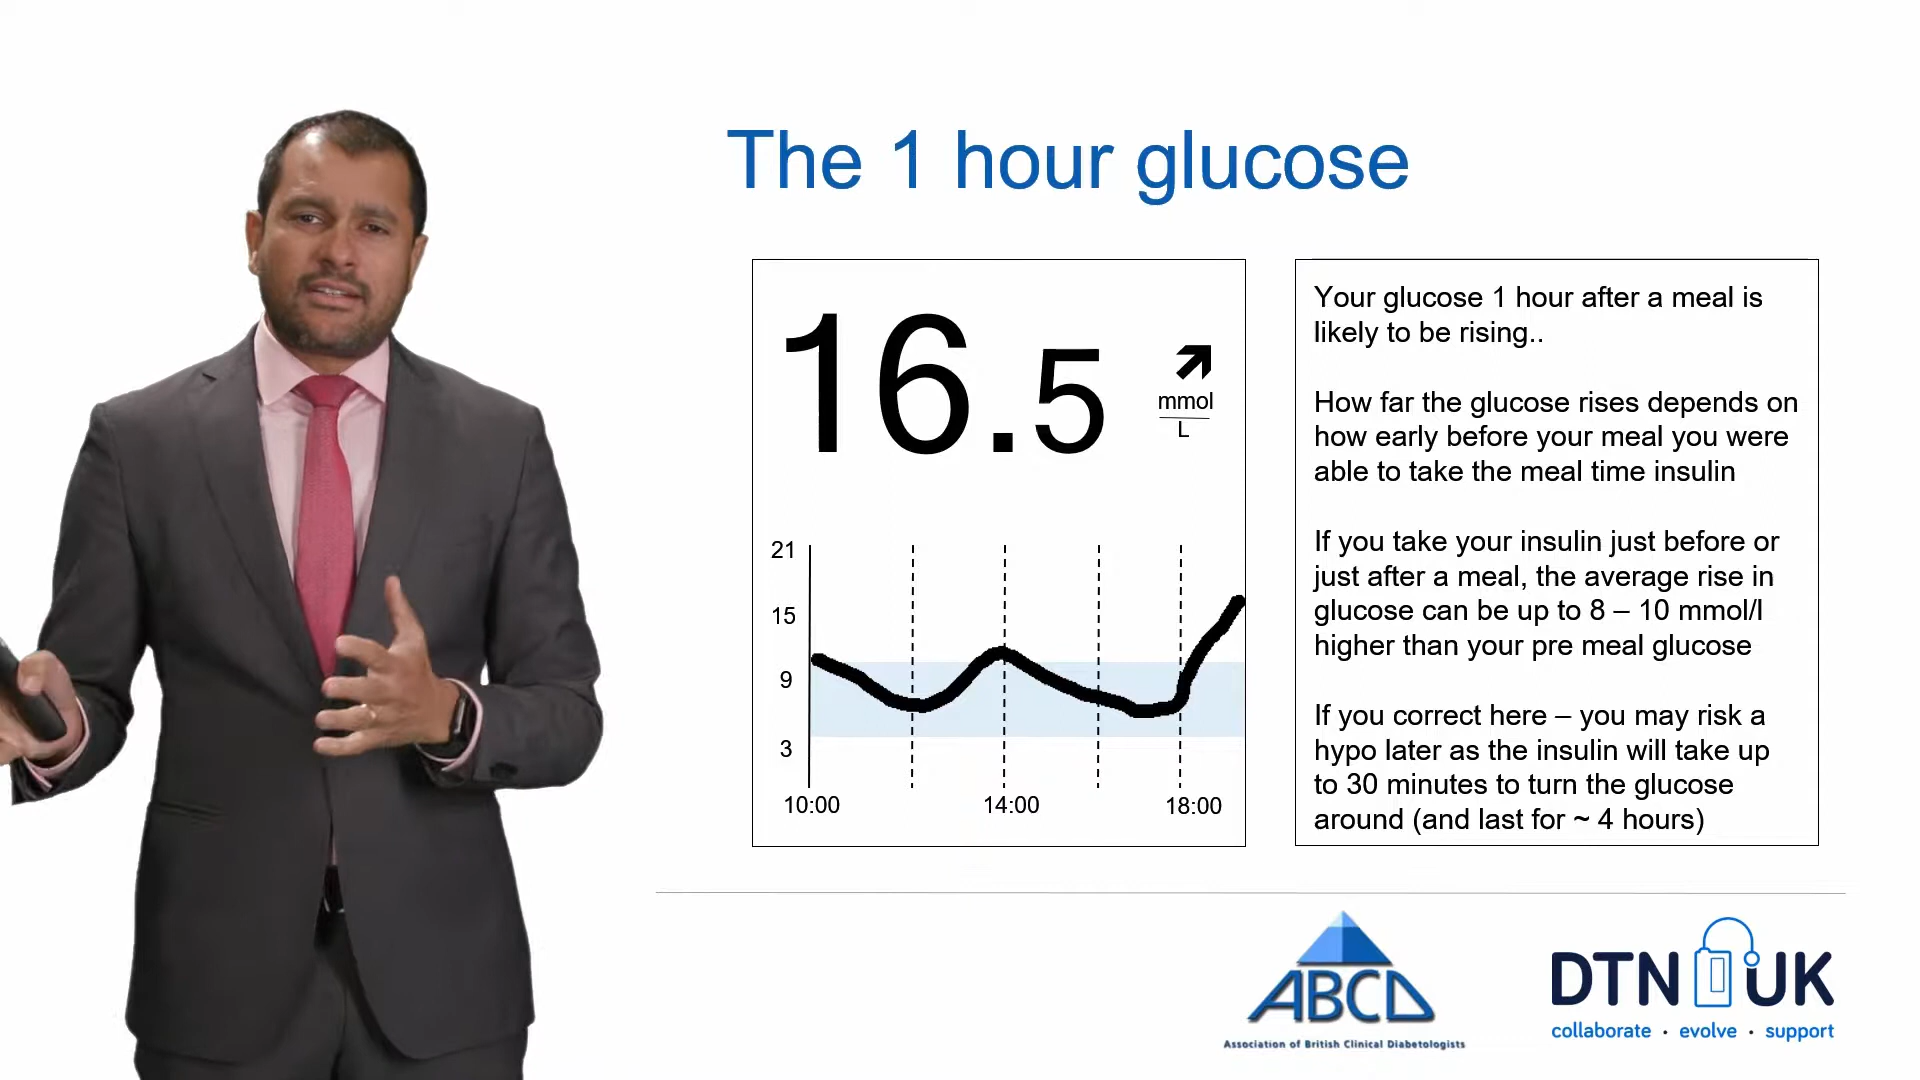 The 1 hour glucose
16.5
mmol
L
21
15
9
3
10:00
14:00
18:00
Your glucose 1 hour after a meal is
likely to be rising..
How far the glucose rises depends on
how early before your meal you were
able to take the meal time insulin
If you take your insulin just before or
just after a meal, the average rise in
glucose can be up to 8 – 10 mmol/l
higher than your pre meal glucose
If you correct here – you may risk a
hypo later as the insulin will take up
to 30 minutes to turn the glucose
around (and last for ~ 4 hours)
ABCD
Association of British Clinical Diabetologists
DTN UK
collaborate · evolve · support